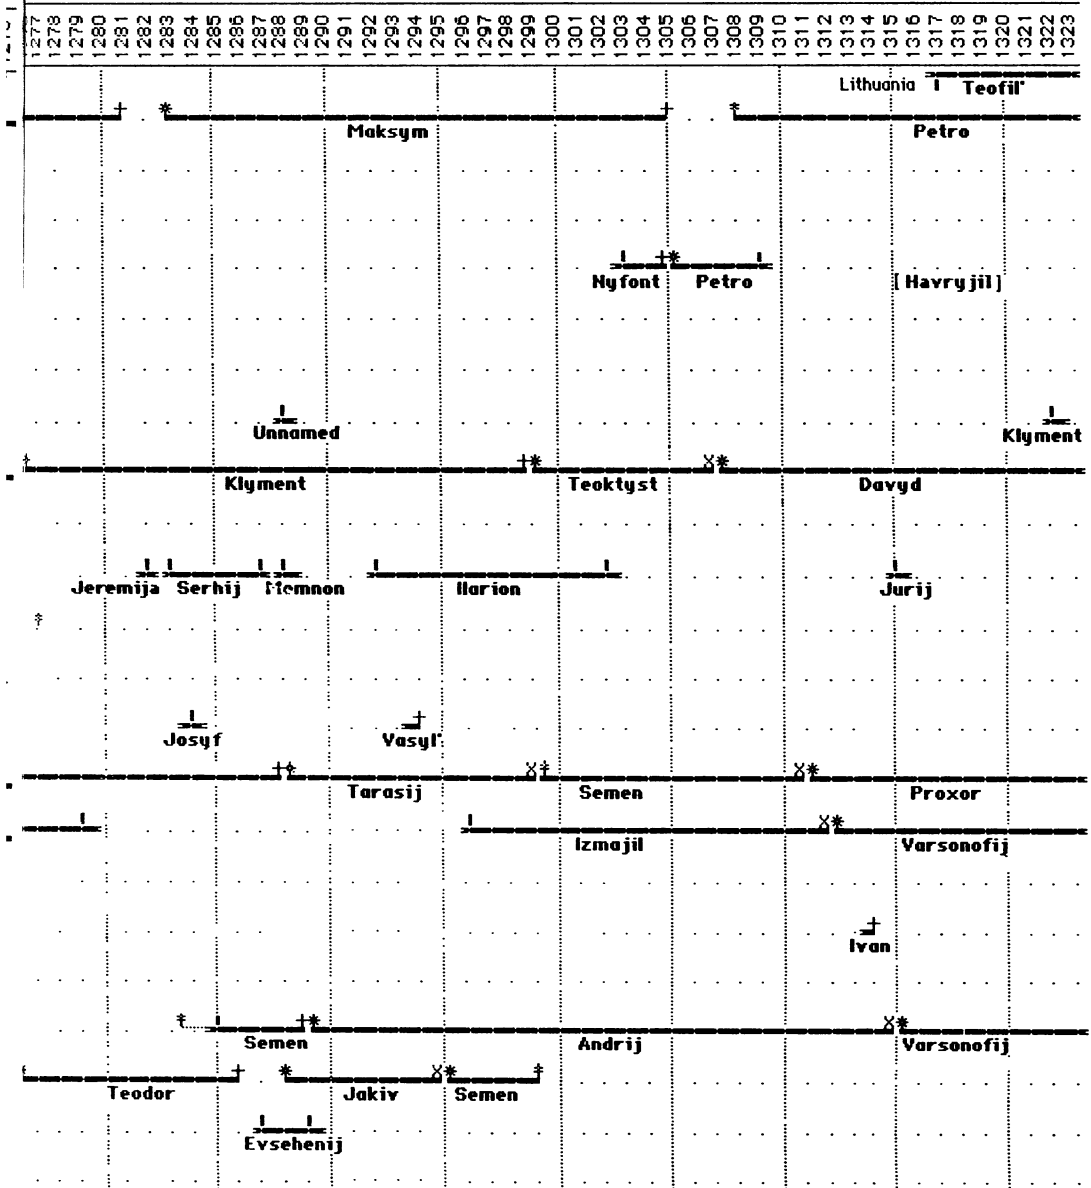 1277 1278 1279 1280 1281 1282 1283 1284 1285 1286 1287 1288 1289 1290 1291 1292 1293 1294 1295 1296 1297 1298 1299 1300 1301 1302 1303 1304 1305 1306 1307 1308 1309 1310 1311 1312 1313 1314 1315 1316 1317 1318 1319 1320 1321 1322 1323
Lithuania Teofil'
Maksym Petro
Nyfont Petro [Havryjil]
Unnamed Klyment
Klyment Teoktyst Davyd
Jeremija Serhij Memnon Ilarion Jurij
Josyf Vasyl'
Tarasij Semen Proxor
Izmajil Varsonofij
Ivan
Semen Andrij Varsonofij
Teodor Jakiv Semen
Evsehenij